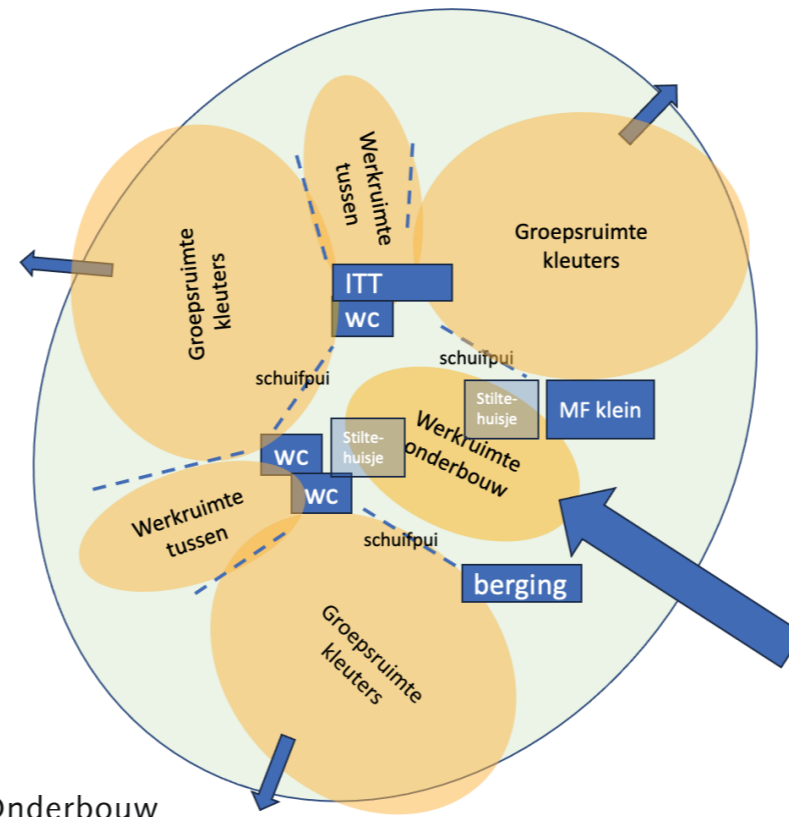 Werkruimte
tussen
Groepsruimte
kleuters
Groepsruimte
kleuters
ITT
WC
schuifpui
schuifpui
Stilte-
huisje
MF klein
Stilte-
huisje
Werkruimte
onderbouw
WC
WC
Werkruimte
tussen
schuifpui
berging
Groepsruimte
kleuters
Onderbouw